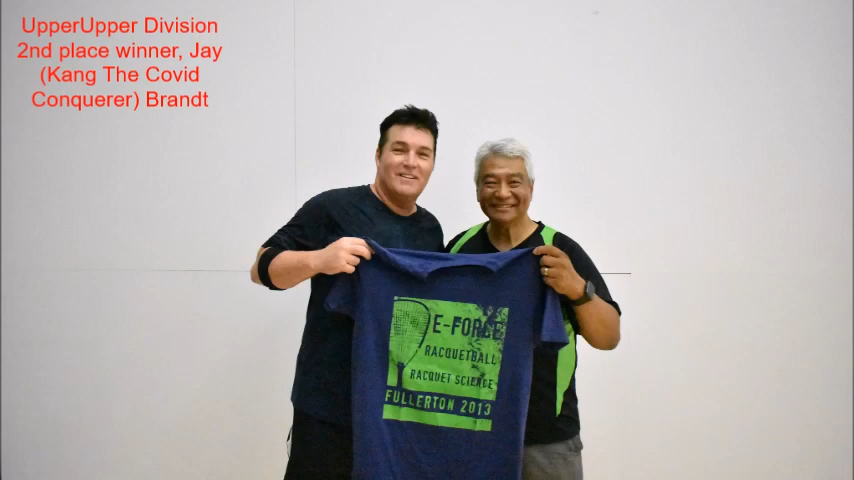 UpperUpper Division
2nd place winner, Jay
(Kang The Covid
Conquerer) Brandt
E-FORCE
RACQUETBALL
RACQUET SCIENCE
FULLERTON 2013